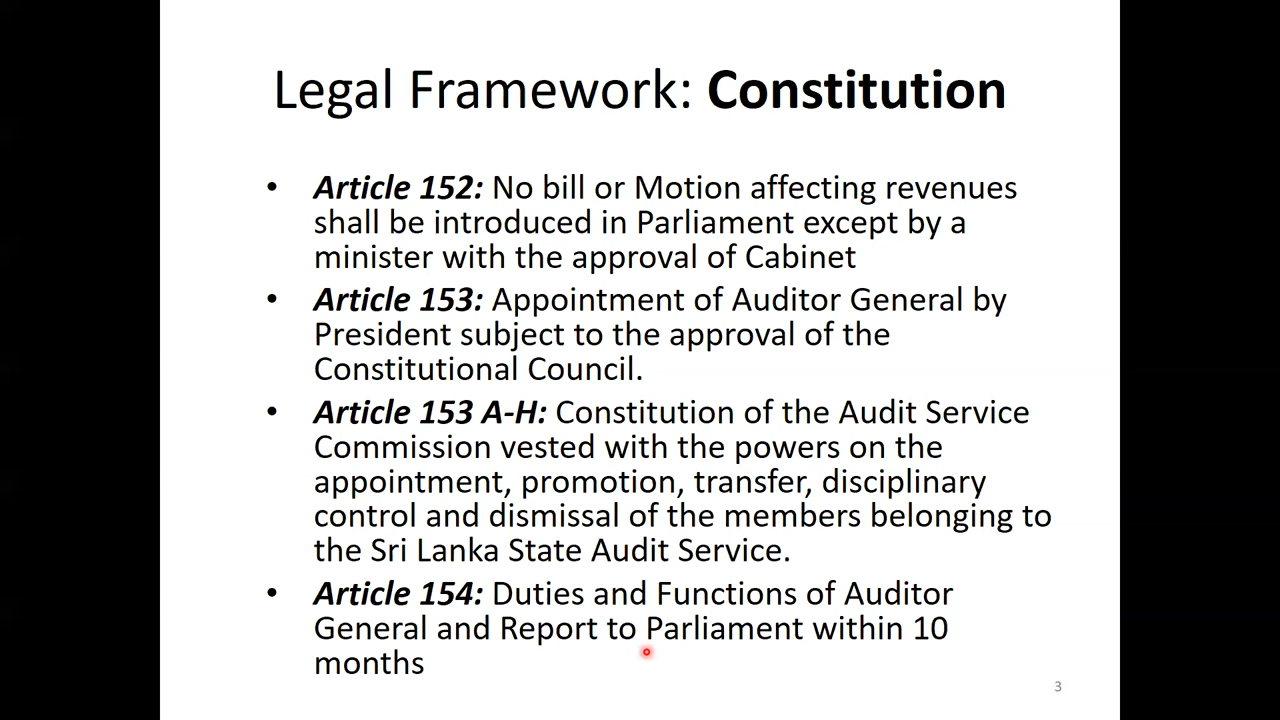 Legal Framework: Constitution
• Article 152: No bill or Motion affecting revenues
shall be introduced in Parliament except by a
minister with the approval of Cabinet
• Article 153: Appointment of Auditor General by
President subject to the approval of the
Constitutional Council.
• Article 153 A-H: Constitution of the Audit Service
Commission vested with the powers on the
appointment, promotion, transfer, disciplinary
control and dismissal of the members belonging to
the Sri Lanka State Audit Service.
• Article 154: Duties and Functions of Auditor
General and Report to Parliament within 10
months
3